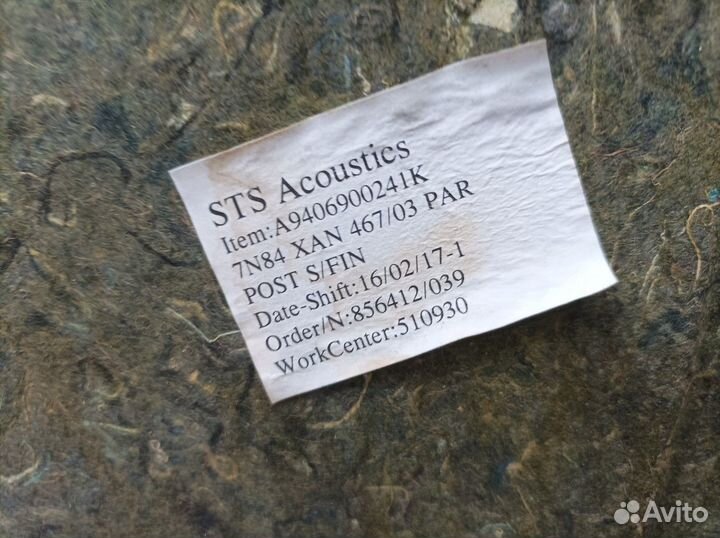 STS Acoustics
Item:A9406900241K
7N84 XAN 467/03 PAR
POST S/FIN
Date-Shift:16/02/17-1
Order/N:856412/039
WorkCenter:510930
Avito